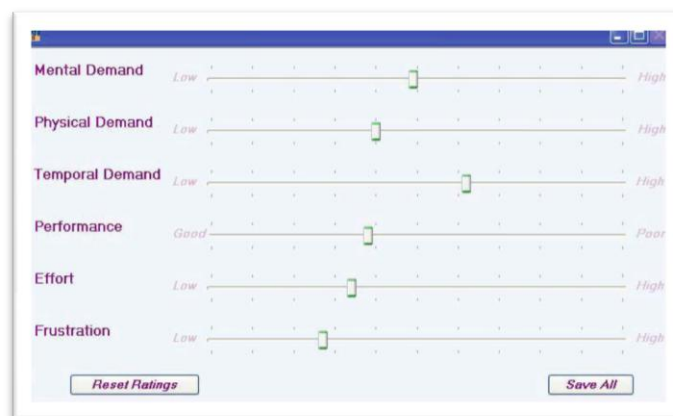 Mental Demand Low High
Physical Demand Low High
Temporal Demand Low High
Performance Good Poor
Effort Low High
Frustration Low High
Reset Ratings Save All